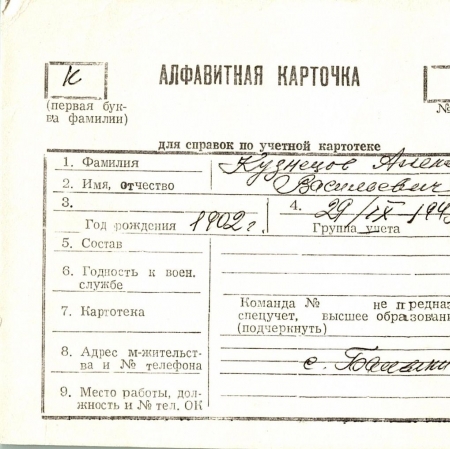 К
АЛФАВИТНАЯ КАРТОЧКА
(первая бук-
ва фамилии)
№
для справок по учетной картотеке
1. Фамилия Кузнецов Алек
2. Имя, отчество Васильевич
3.
Год рождения 1902 г.
4. 29/IX-194
Группа учета
5. Состав
6. Годность к воен.
службе
7. Картотека
Команда № не предназ
спецучет, высшее образован
(подчеркнуть)
8. Адрес м-жительст-
ва и № телефона
с.
9. Место работы, дол-
жность и № тел. ОК